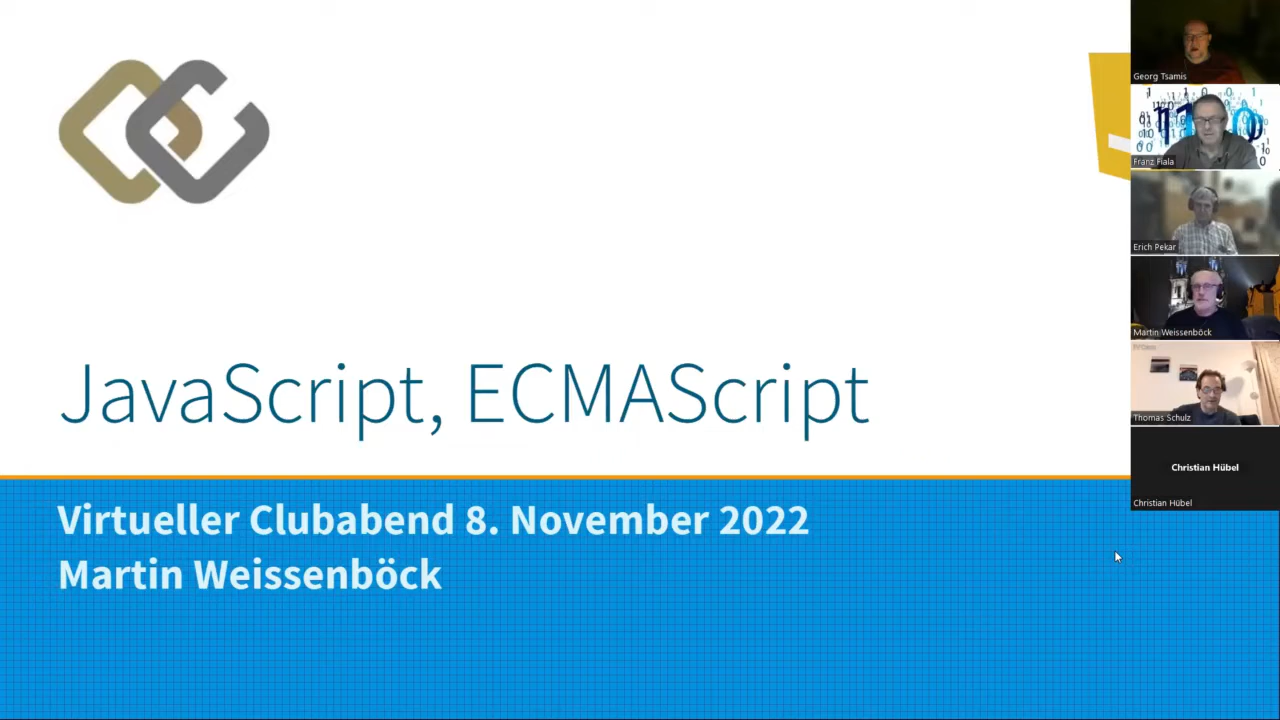 JavaScript, ECMAScript
Virtueller Clubabend 8. November 2022
Martin Weissenböck
Georg Tsamis
Franz Fiala
Erich Pekar
Martin Weissenböck
Thomas Schulz
Christian Hübel
Christian Hübel